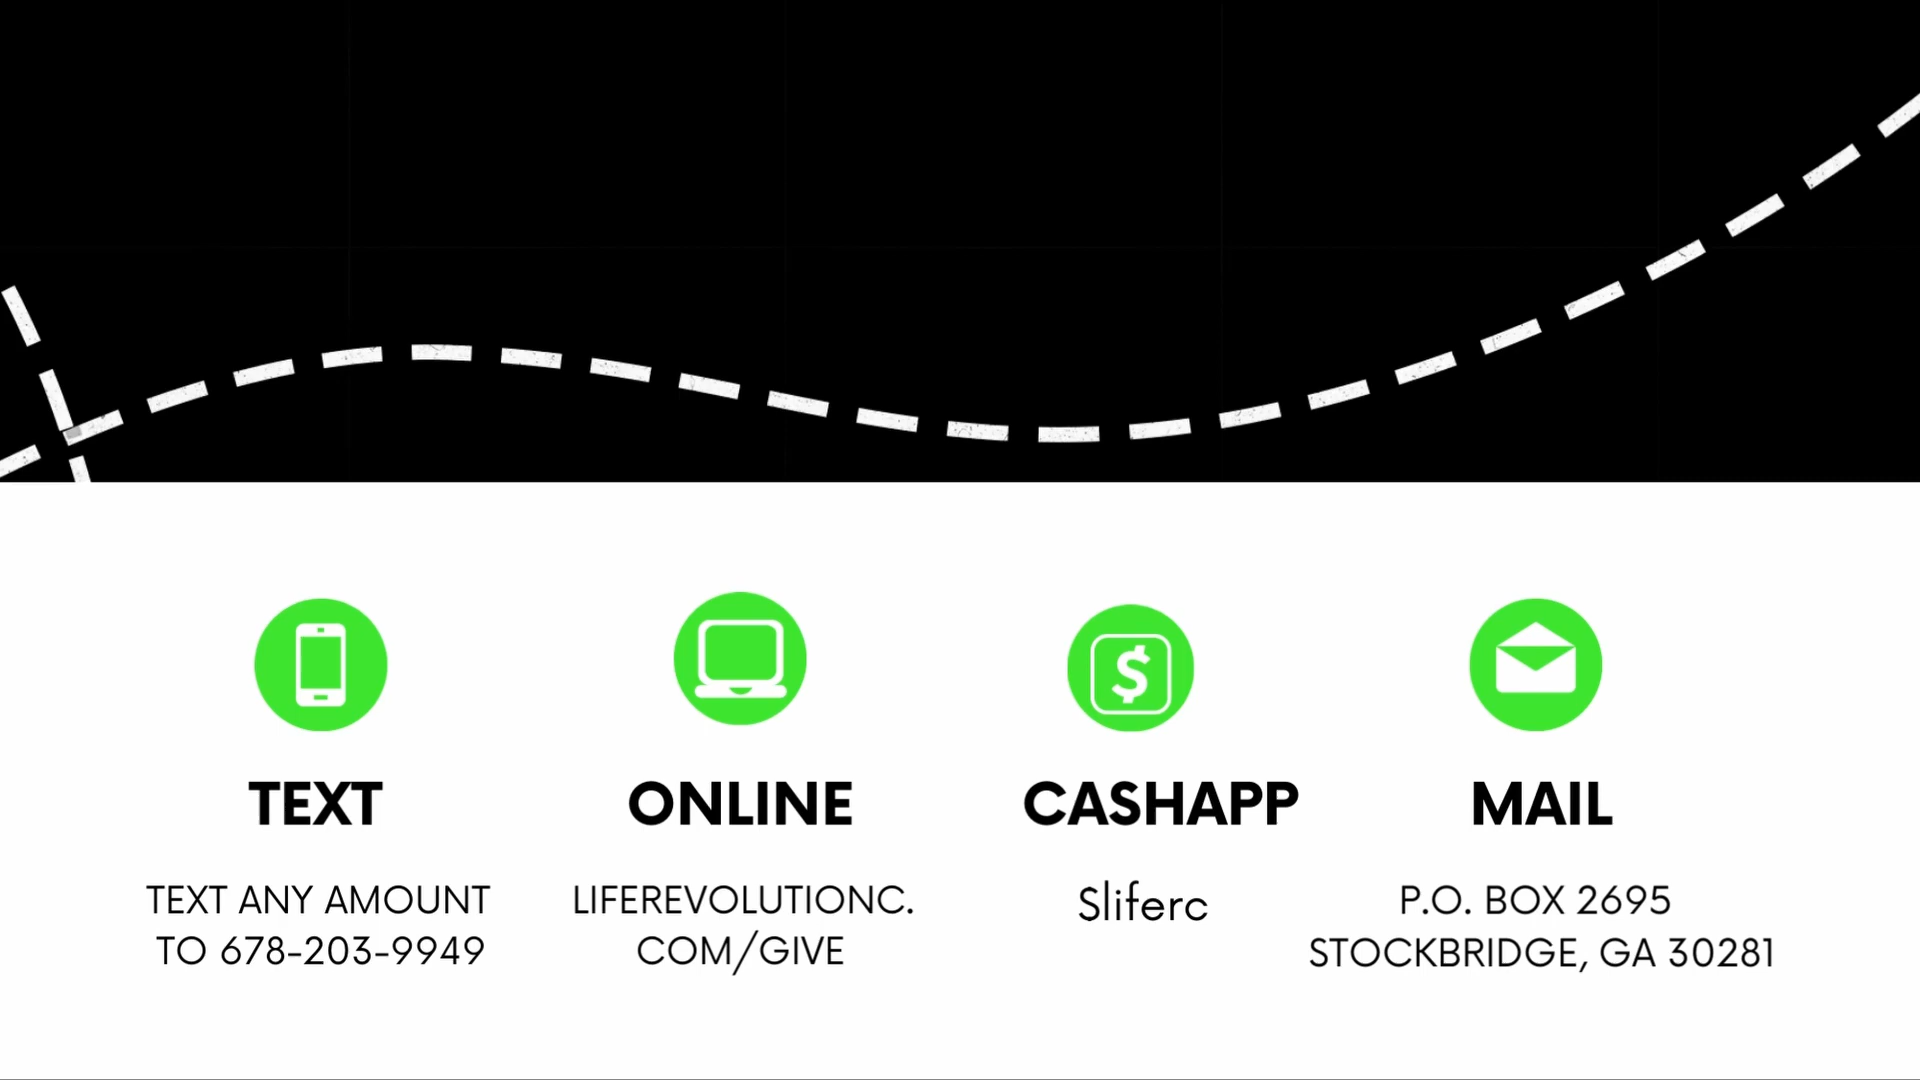 TEXT
TEXT ANY AMOUNT
TO 678-203-9949
ONLINE
LIFEREVOLUTIONC.
COM/GIVE
$
CASHAPP
Sliferc
MAIL
P.O. BOX 2695
STOCKBRIDGE, GA 30281